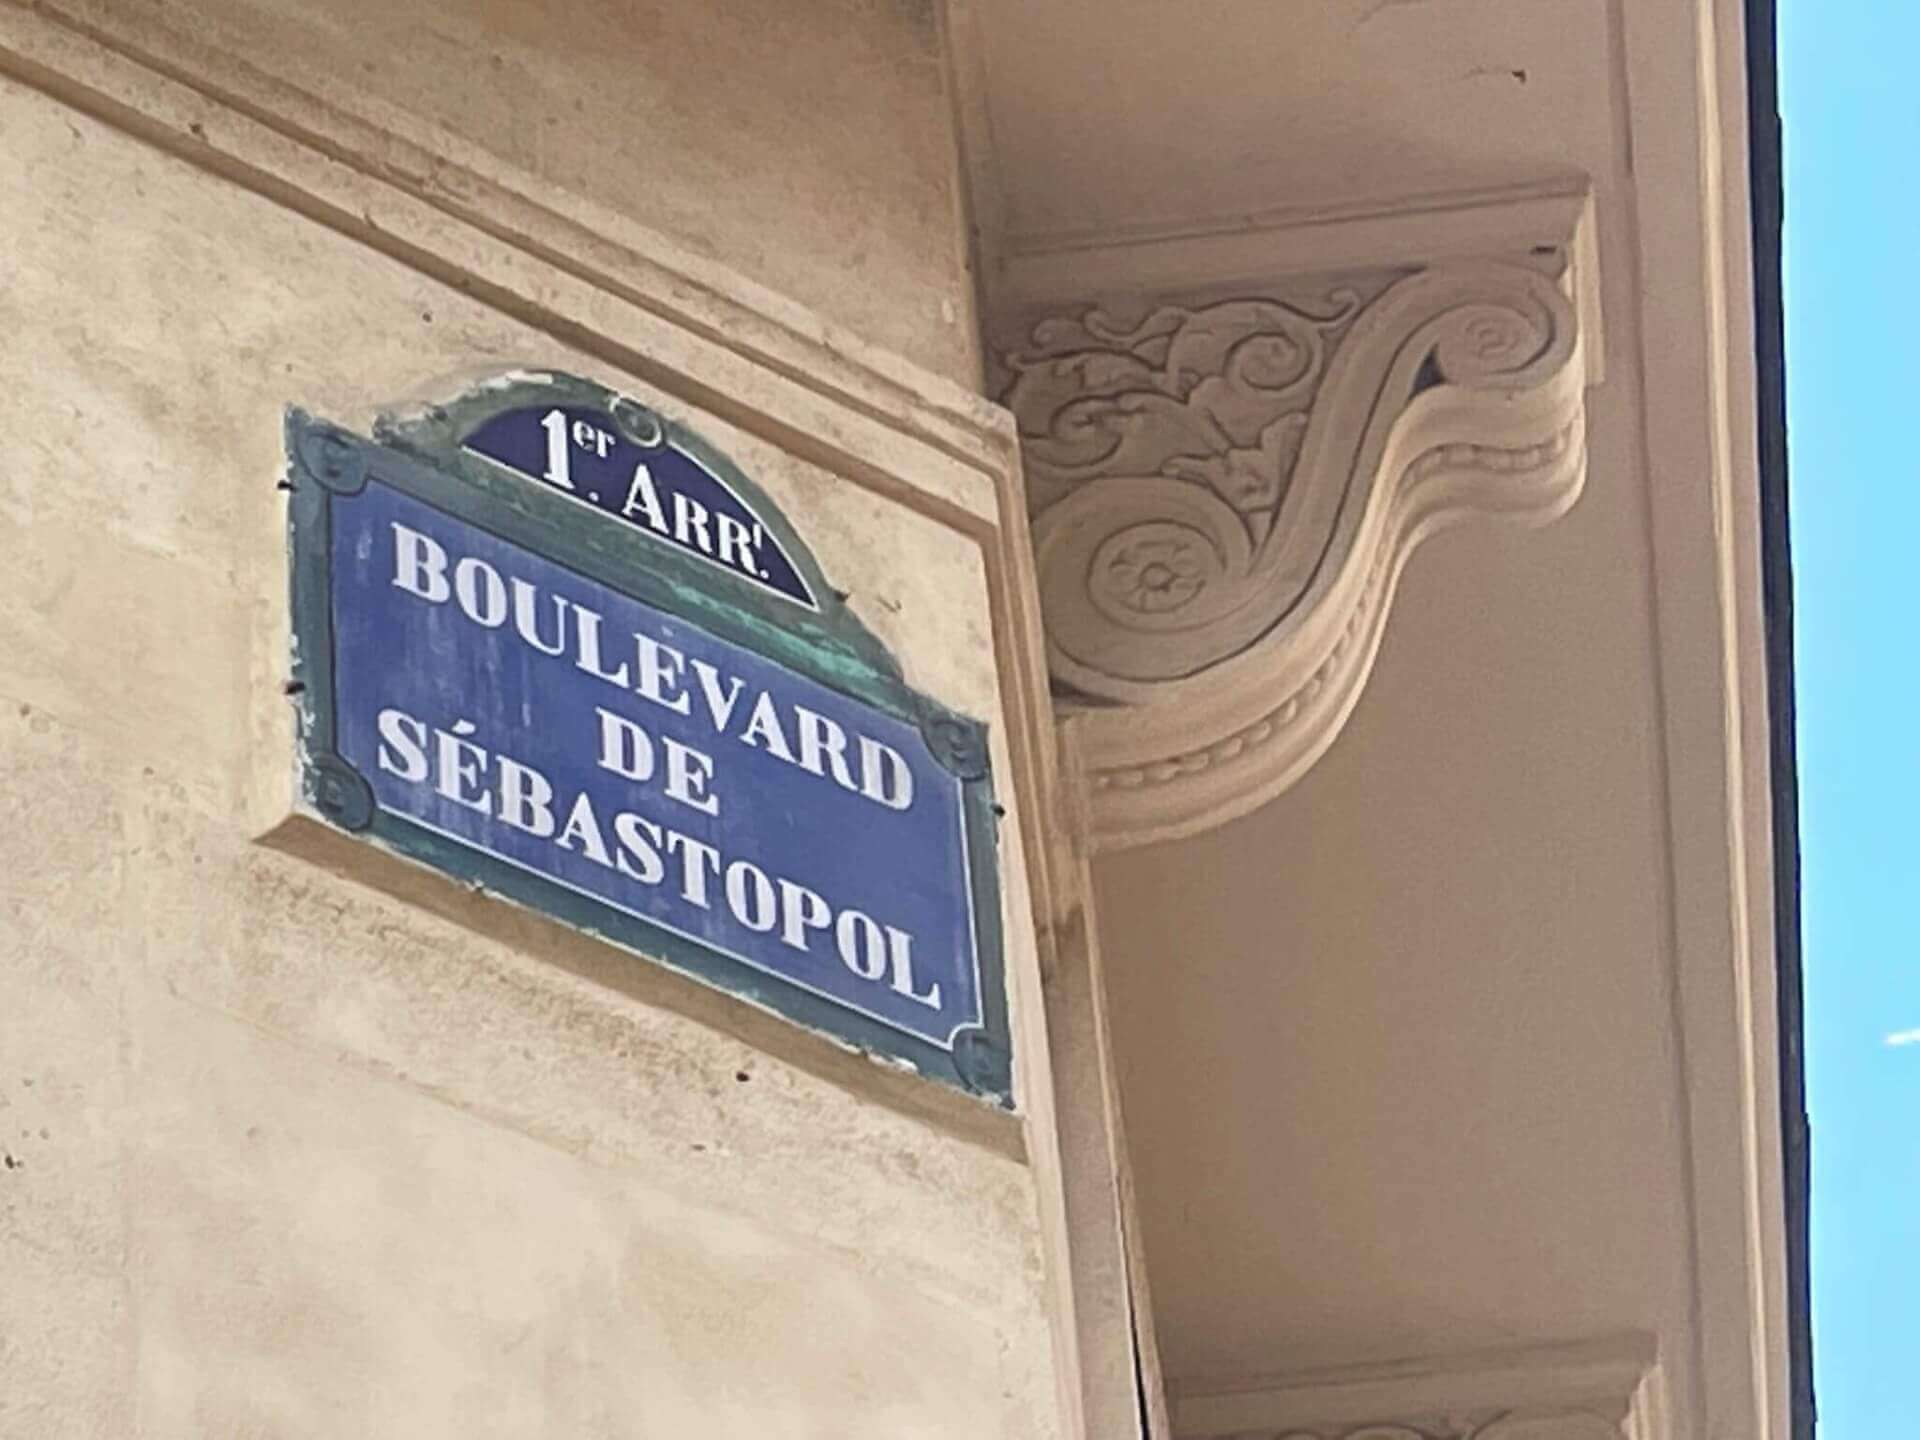 1er. ARRt.
BOULEVARD
DE
SÉBASTOPOL